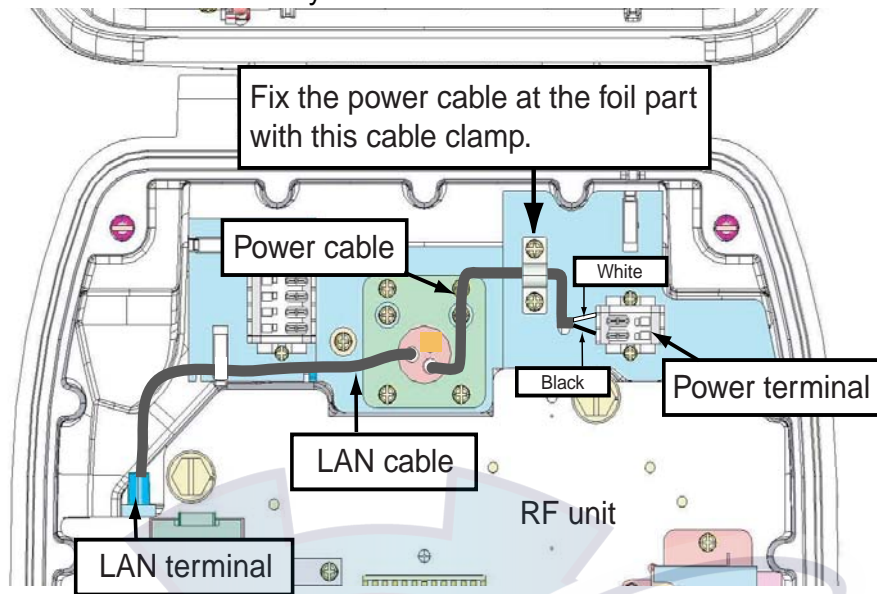 Fix the power cable at the foil part
with this cable clamp.
Power cable
White
Black
Power terminal
LAN cable
RF unit
LAN terminal